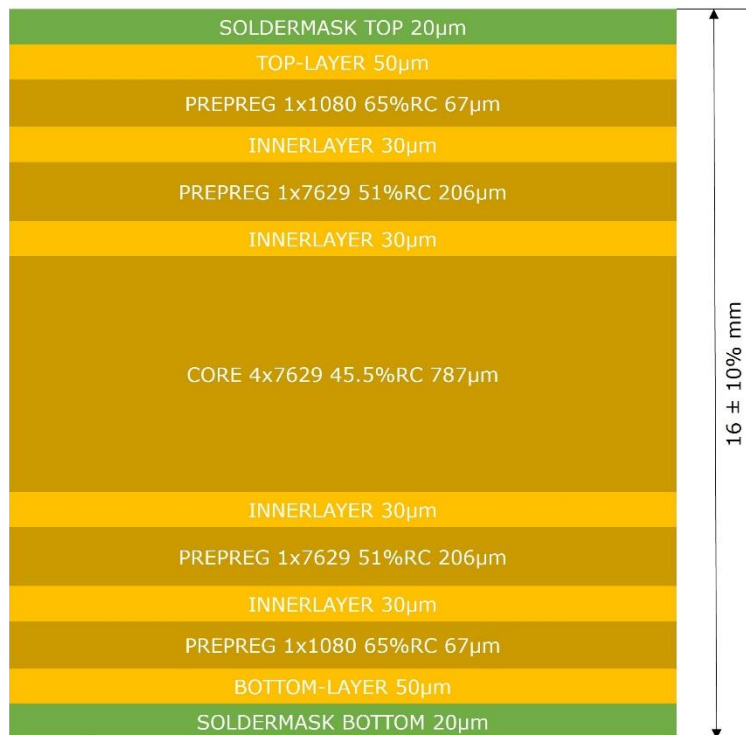 SOLDERMASK TOP 20µm
TOP-LAYER 50µm
PREPREG 1x1080 65%RC 67µm
INNERLAYER 30µm
PREPREG 1x7629 51%RC 206µm
INNERLAYER 30µm
CORE 4x7629 45.5%RC 787µm
16 ± 10% mm
INNERLAYER 30µm
PREPREG 1x7629 51%RC 206µm
INNERLAYER 30µm
PREPREG 1x1080 65%RC 67µm
BOTTOM-LAYER 50µm
SOLDERMASK BOTTOM 20µm